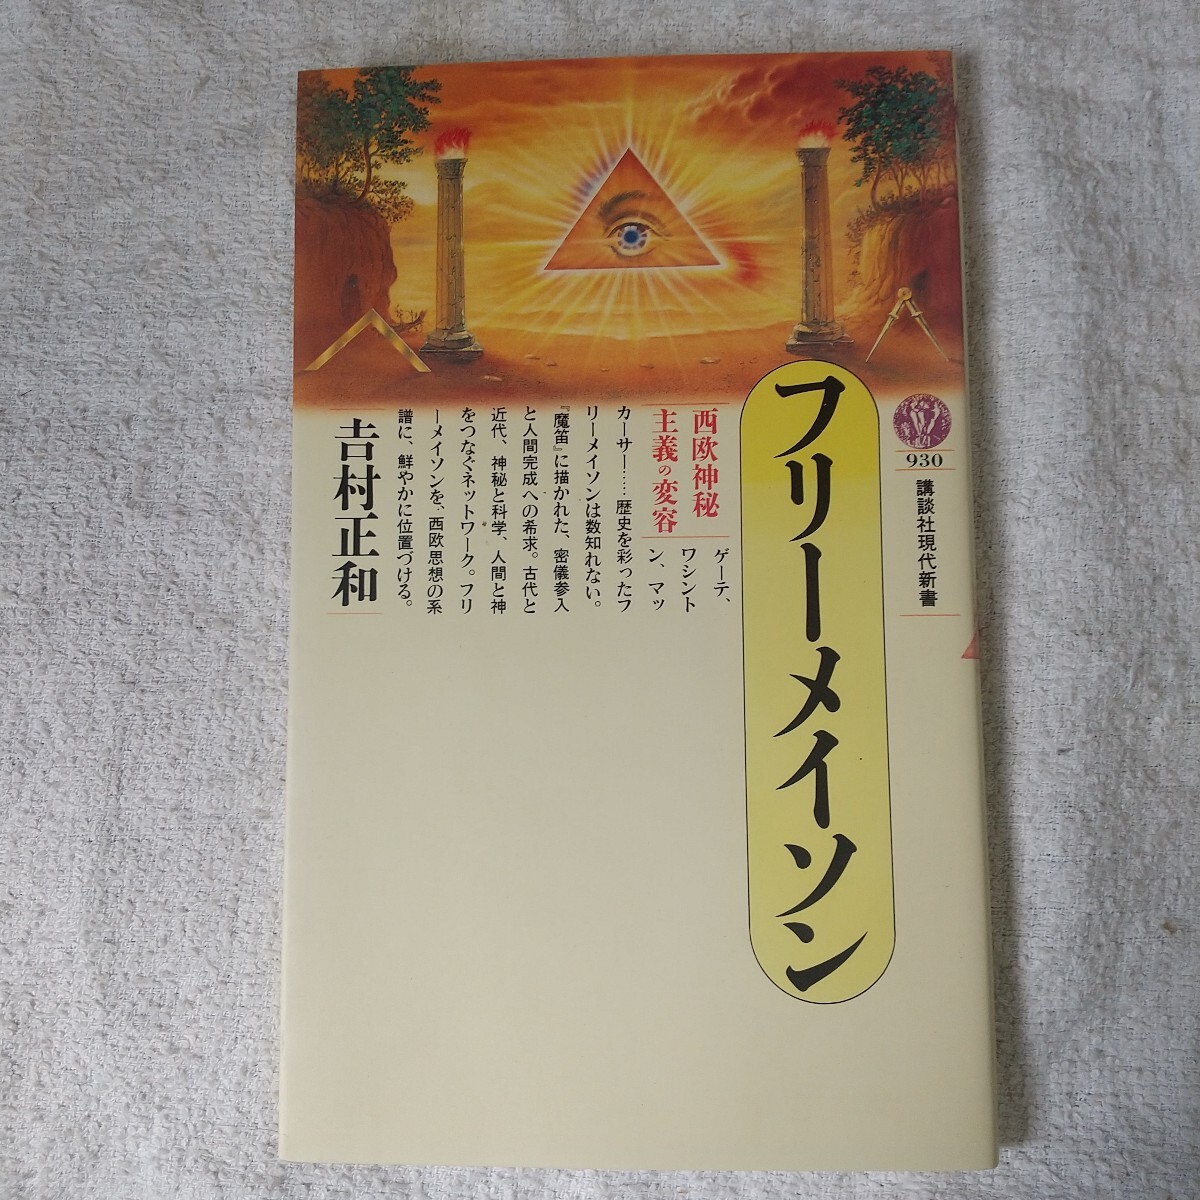 930
講談社現代新書
フリーメイソン
西欧神秘
主義の変容
ゲーテ、
ワシント
ン、マッ
カーサー……歴史を彩ったフ
リーメイソンは数知れない。
『魔笛』に描かれた、密儀参入
と人間完成への希求。古代と
近代、神秘と科学、人間と神
をつなぐネットワーク。フリ
ーメイソンを、西欧思想の系
譜に、鮮やかに位置づける。
吉村正和